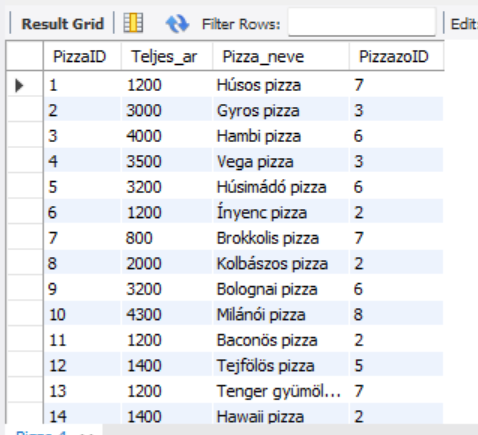 Result Grid Filter Rows: Edit
PizzaID Teljes_ar Pizza_neve PizzazoID
1 1200 Húsos pizza 7
2 3000 Gyros pizza 3
3 4000 Hambi pizza 6
4 3500 Vega pizza 3
5 3200 Húsimádó pizza 6
6 1200 Ínyenc pizza 2
7 800 Brokkolis pizza 7
8 2000 Kolbászos pizza 2
9 3200 Bolognai pizza 6
10 4300 Milánói pizza 8
11 1200 Baconös pizza 2
12 1400 Tejfölös pizza 5
13 1200 Tenger gyümöl... 7
14 1400 Hawaii pizza 2